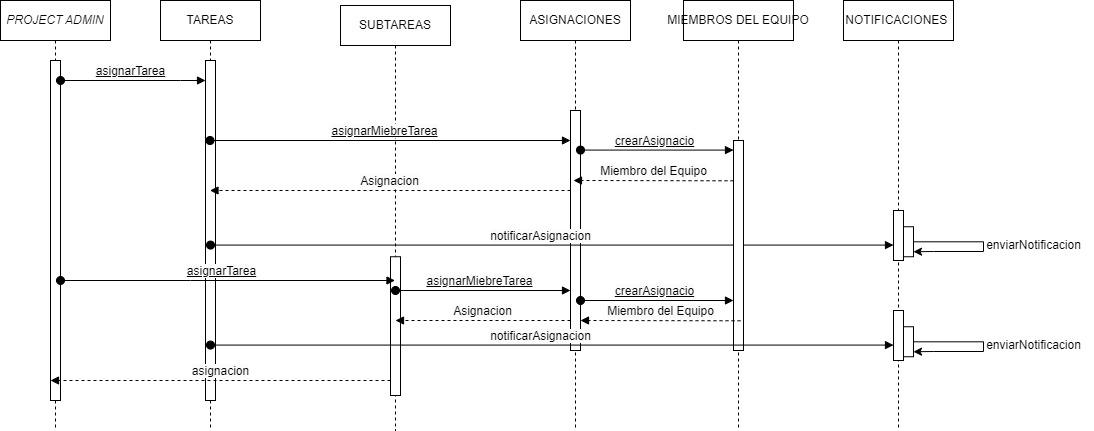 PROJECT ADMIN
TAREAS
SUBTAREAS
ASIGNACIONES
MIEMBROS DEL EQUIPO
NOTIFICACIONES
asignarTarea
asignarMiebreTarea
crearAsignacio
Miembro del Equipo
Asignacion
notificarAsignacion
enviarNotificacion
asignarTarea
asignarMiebreTarea
crearAsignacio
Asignacion
Miembro del Equipo
notificarAsignacion
enviarNotificacion
asignacion